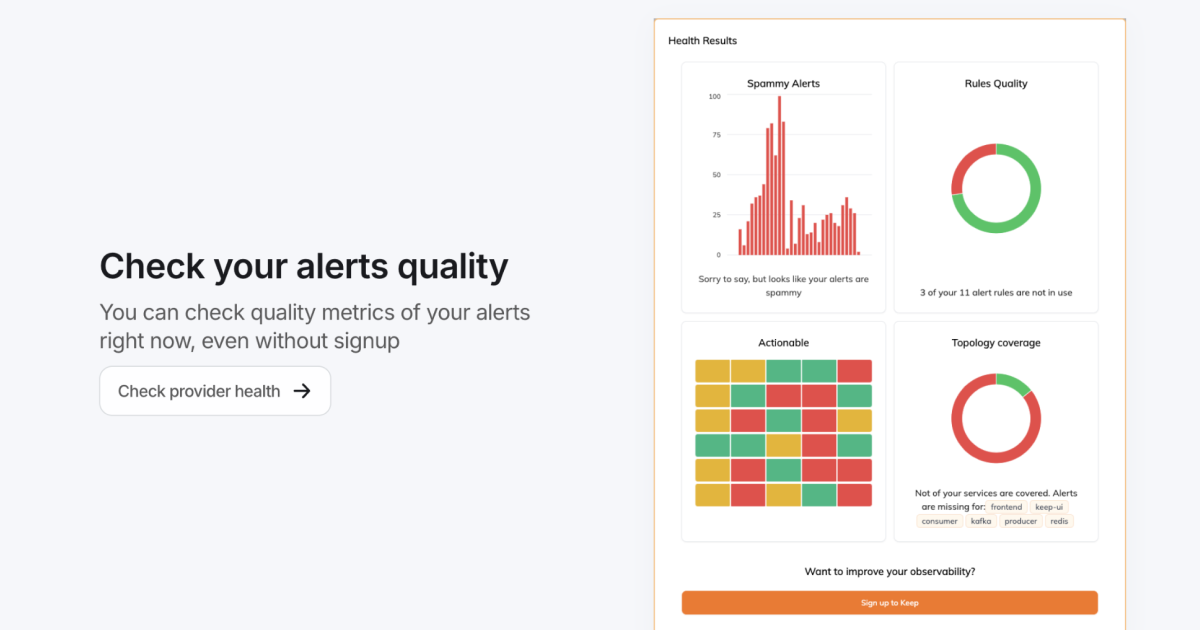 Check your alerts quality
You can check quality metrics of your alerts
right now, even without signup
Check provider health
Health Results
Spammy Alerts
100
75
50
25
0
Sorry to say, but looks like your alerts are
spammy
Rules Quality
3 of your 11 alert rules are not in use
Actionable
Topology coverage
Not of your services are covered. Alerts
are missing for: frontend keep-ui
consumer kafka producer redis
Want to improve your observability?
Sign up to Keep